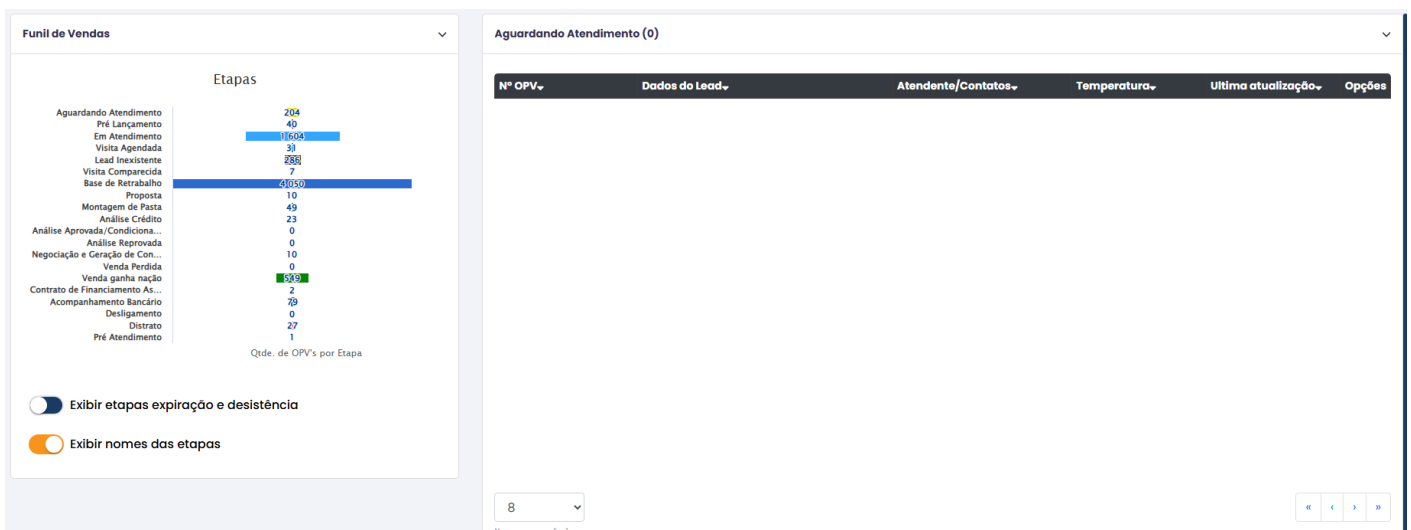 Funil de Vendas
Etapas
Aguardando Atendimento 204
Pré Lançamento 40
Em Atendimento 1 604
Visita Agendada 31
Lead Inexistente 286
Visita Comparecida 7
Base de Retrabalho 4 050
Proposta 10
Montagem de Pasta 49
Análise Crédito 23
Análise Aprovada/Condiciona... 0
Análise Reprovada 0
Negociação e Geração de Con... 10
Venda Perdida 0
Venda ganha nação 549
Contrato de Financiamento As... 2
Acompanhamento Bancário 79
Desligamento 0
Distrato 27
Pré Atendimento 1
Qtde. de OPV's por Etapa
Exibir etapas expiração e desistência
Exibir nomes das etapas
Aguardando Atendimento (0)
Nº OPV Dados do Lead Atendente/Contatos Temperatura Ultima atualização Opções
8
« ‹ › »